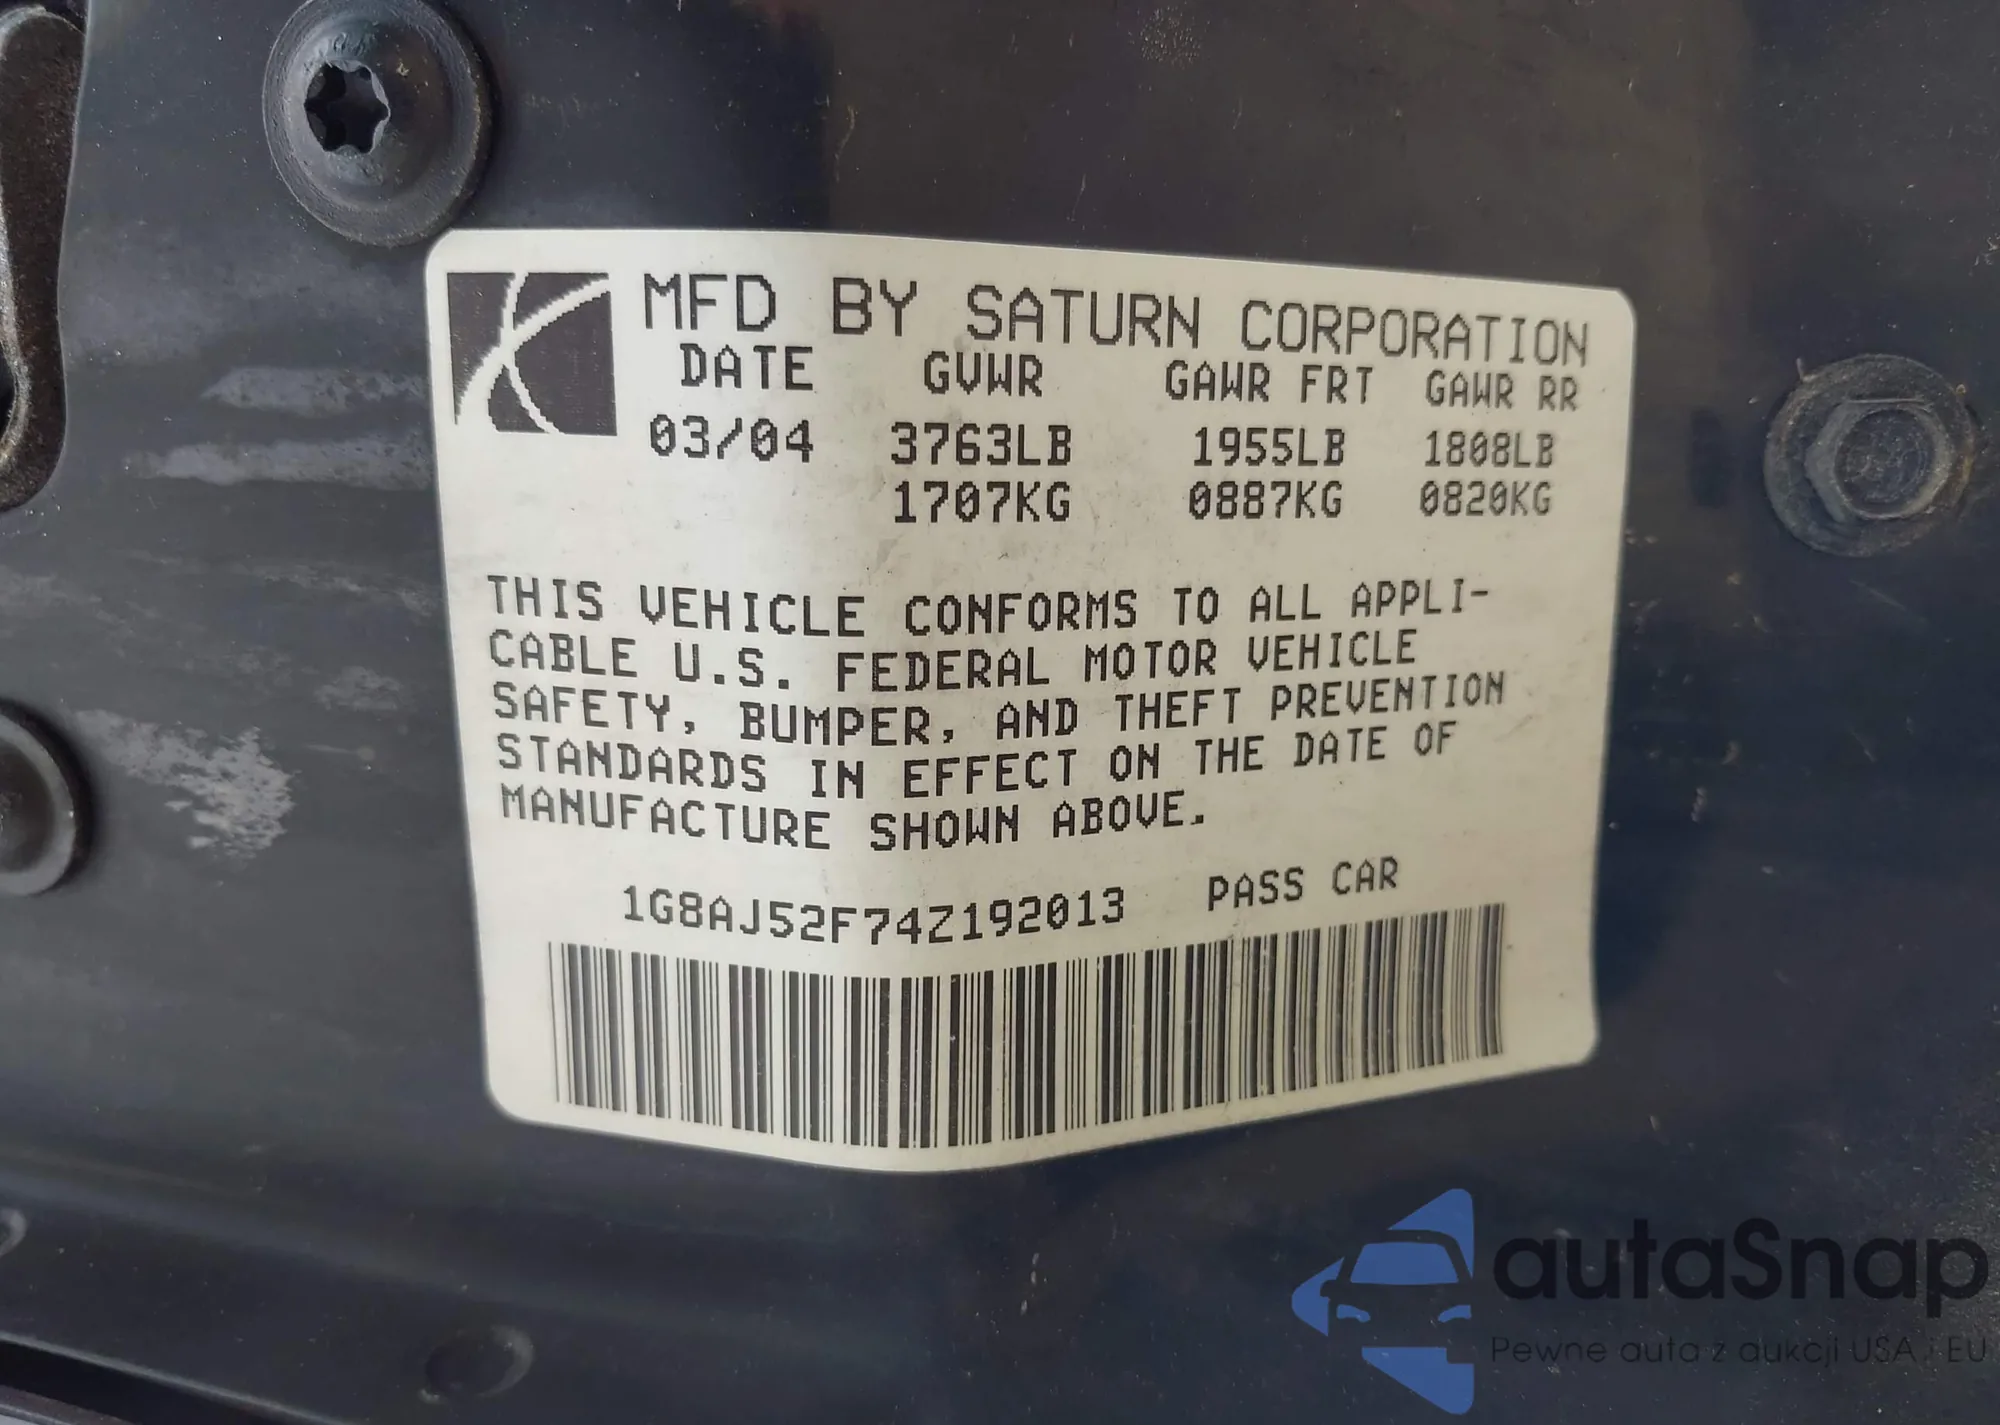 MFD BY SATURN CORPORATION
DATE GVWR GAWR FRT GAWR RR
03/04 3763LB 1955LB 1808LB
1707KG 0887KG 0820KG
THIS VEHICLE CONFORMS TO ALL APPLI-
CABLE U.S. FEDERAL MOTOR VEHICLE
SAFETY, BUMPER, AND THEFT PREVENTION
STANDARDS IN EFFECT ON THE DATE OF
MANUFACTURE SHOWN ABOVE.
1G8AJ52F74Z192013 PASS CAR
autaSnap
Pewne auta z aukcji USA i EU